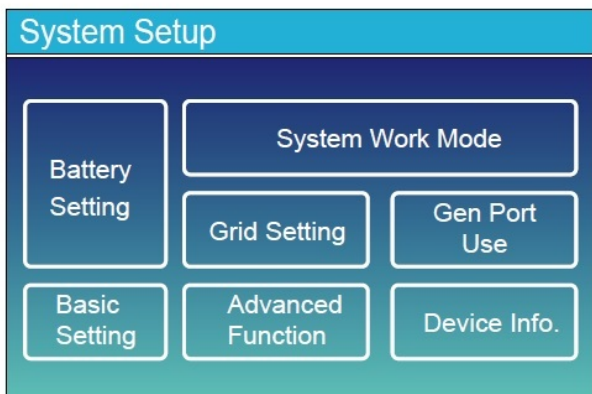 System Setup
Battery
Setting
System Work Mode
Grid Setting
Gen Port
Use
Basic
Setting
Advanced
Function
Device Info.